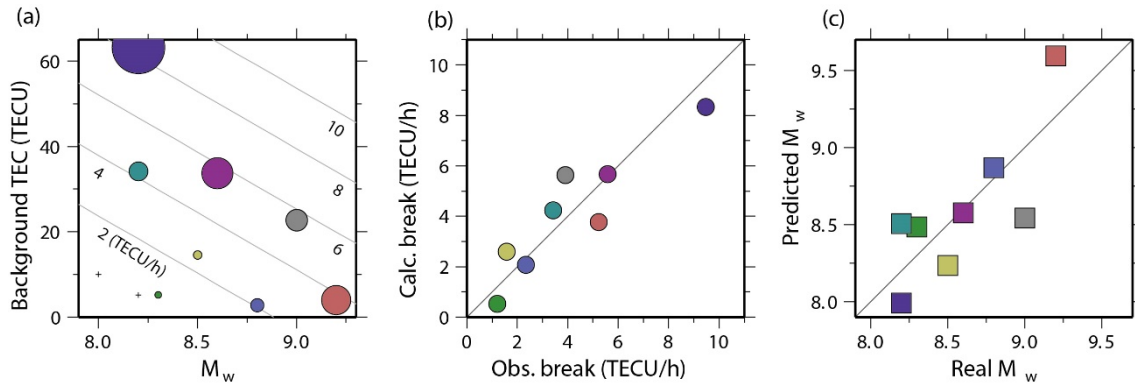 (a)
Background TEC (TECU)
60
40
20
0
8.0 8.5 9.0
M w
2 (TECU/h)
4
6
8
10
(b)
Calc. break (TECU/h)
10
8
6
4
2
0
0 2 4 6 8 10
Obs. break (TECU/h)
(c)
Predicted M w
9.5
9.0
8.5
8.0
8.0 8.5 9.0 9.5
Real M w